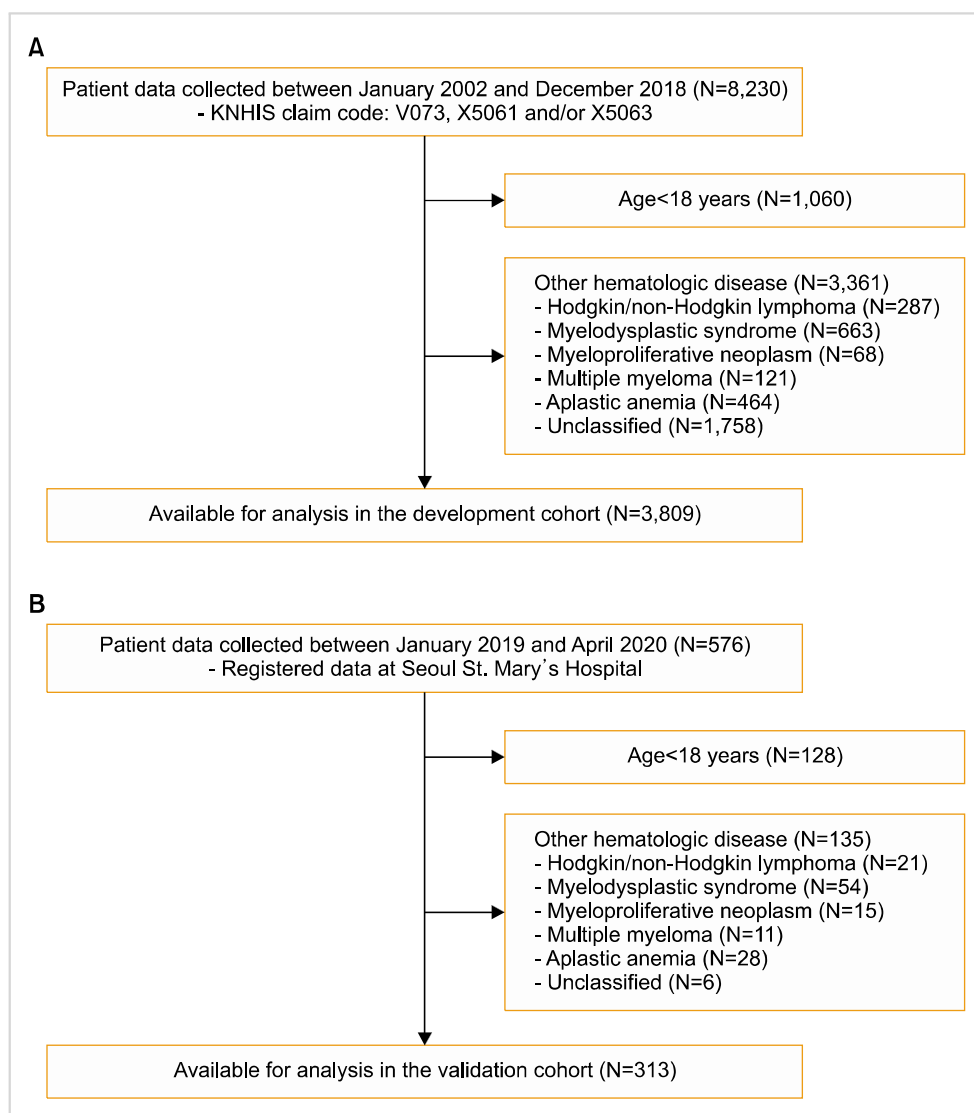 A
Patient data collected between January 2002 and December 2018 (N=8,230)
- KNHIS claim code: V073, X5061 and/or X5063
Age<18 years (N=1,060)
Other hematologic disease (N=3,361)
- Hodgkin/non-Hodgkin lymphoma (N=287)
- Myelodysplastic syndrome (N=663)
- Myeloproliferative neoplasm (N=68)
- Multiple myeloma (N=121)
- Aplastic anemia (N=464)
- Unclassified (N=1,758)
Available for analysis in the development cohort (N=3,809)
B
Patient data collected between January 2019 and April 2020 (N=576)
- Registered data at Seoul St. Mary´s Hospital
Age<18 years (N=128)
Other hematologic disease (N=135)
- Hodgkin/non-Hodgkin lymphoma (N=21)
- Myelodysplastic syndrome (N=54)
- Myeloproliferative neoplasm (N=15)
- Multiple myeloma (N=11)
- Aplastic anemia (N=28)
- Unclassified (N=6)
Available for analysis in the validation cohort (N=313)